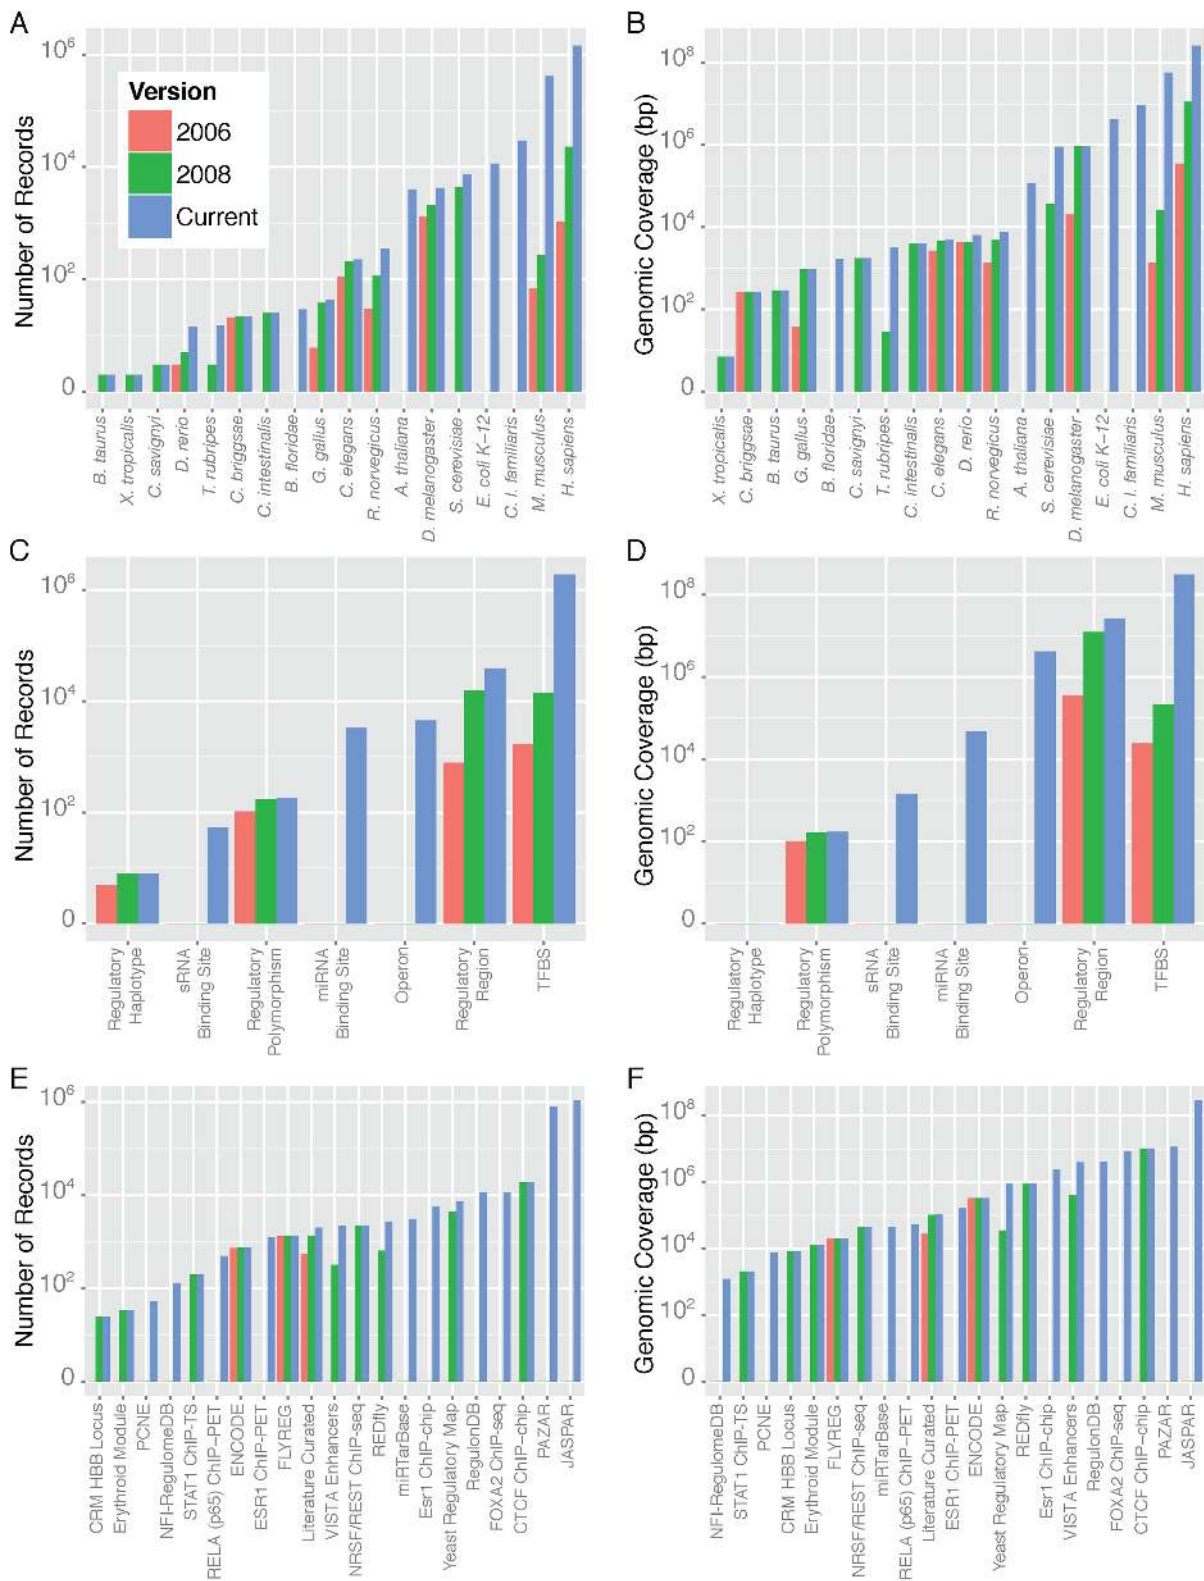 A
Number of Records
10^6
10^4
10^2
0
Version
2006
2008
Current
B. taurus
X. tropicalis
C. savignyi
D. rerio
T. rubripes
C. briggsae
C. intestinalis
B. floridae
G. gallus
C. elegans
R. norvegicus
A. thaliana
D. melanogaster
S. cerevisiae
E. coli K−12
C. l. familiaris
M. musculus
H. sapiens
B
Genomic Coverage (bp)
10^8
10^6
10^4
10^2
0
X. tropicalis
C. briggsae
B. taurus
G. gallus
B. floridae
C. savignyi
T. rubripes
C. intestinalis
C. elegans
D. rerio
R. norvegicus
A. thaliana
S. cerevisiae
D. melanogaster
E. coli K−12
C. l. familiaris
M. musculus
H. sapiens
C
Number of Records
10^6
10^4
10^2
0
Regulatory
Haplotype
sRNA
Binding Site
Regulatory
Polymorphism
miRNA
Binding Site
Operon
Regulatory
Region
TFBS
D
Genomic Coverage (bp)
10^8
10^6
10^4
10^2
0
Regulatory
Haplotype
Regulatory
Polymorphism
sRNA
Binding Site
miRNA
Binding Site
Operon
Regulatory
Region
TFBS
E
Number of Records
10^6
10^4
10^2
0
CRM HBB Locus
Erythroid Module
PCNE
NFI-RegulomeDB
STAT1 ChIP-TS
RELA (p65) ChIP−PET
ENCODE
ESR1 ChIP-PET
FLYREG
Literature Curated
VISTA Enhancers
NRSF/REST ChIP-seq
REDfly
miRTarBase
Esr1 ChIP-chip
Yeast Regulatory Map
RegulonDB
FOXA2 ChIP-seq
CTCF ChIP−chip
PAZAR
JASPAR
F
Genomic Coverage (bp)
10^8
10^6
10^4
10^2
0
NFI-RegulomeDB
STAT1 ChIP-TS
PCNE
CRM HBB Locus
Erythroid Module
FLYREG
NRSF/REST ChIP-seq
miRTarBase
RELA (p65) ChIP−PET
Literature Curated
ESR1 ChIP-PET
ENCODE
Yeast Regulatory Map
REDfly
Esr1 ChIP-chip
VISTA Enhancers
RegulonDB
FOXA2 ChIP-seq
CTCF ChIP−chip
PAZAR
JASPAR